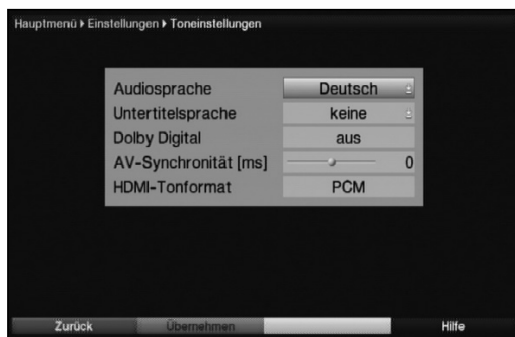 Hauptmenü ▸ Einstellungen ▸ Toneinstellungen
Audiosprache Deutsch
Untertitelsprache keine
Dolby Digital aus
AV-Synchronität [ms] 0
HDMI-Tonformat PCM
Zurück Übernehmen Hilfe